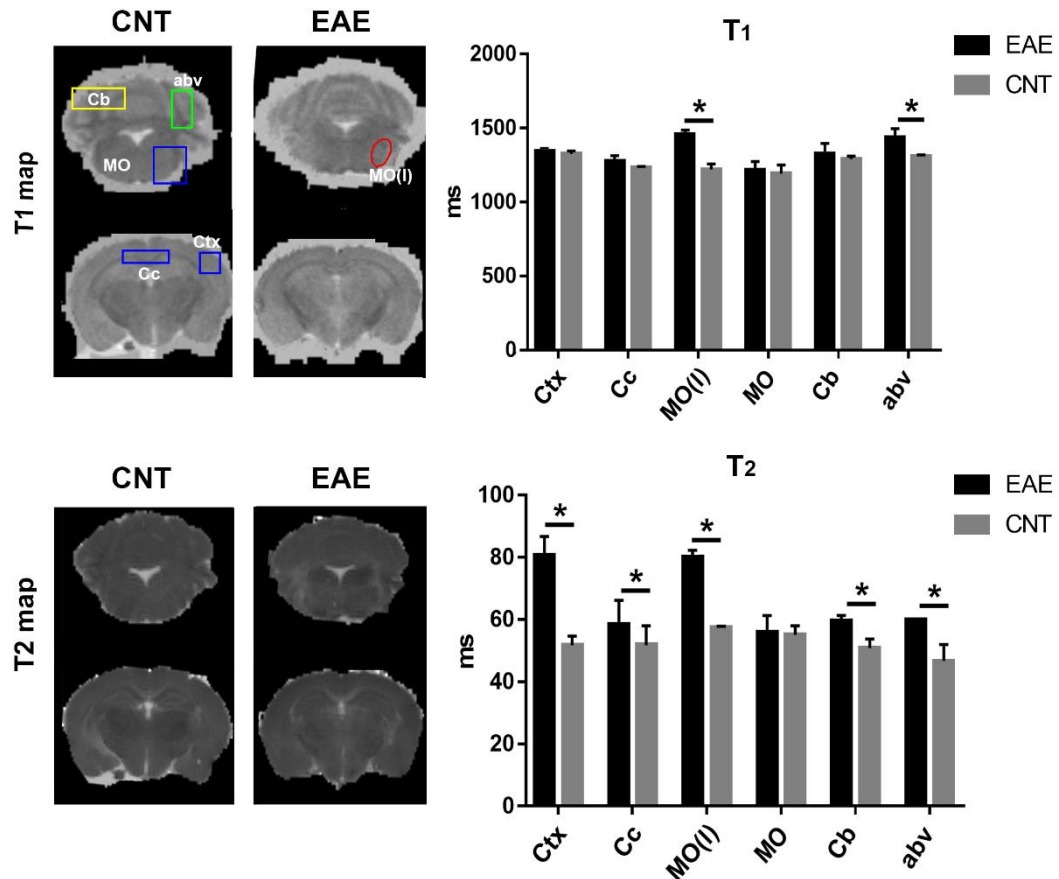 CNT
EAE
T1 map
Cb
abv
MO
MO(l)
Ctx
Cc
T1
EAE
CNT
ms
2000
1500
1000
500
0
*
*
Ctx
Cc
MO(l)
MO
Cb
abv
CNT
EAE
T2 map
T2
EAE
CNT
ms
100
80
60
40
20
0
*
*
*
*
*
Ctx
Cc
MO(l)
MO
Cb
abv